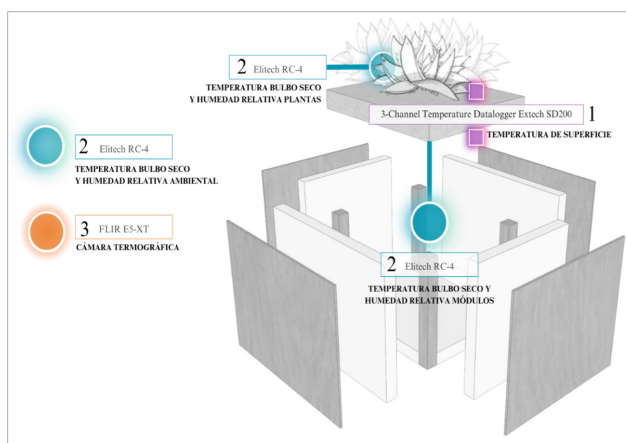 2 Elitech RC-4
TEMPERATURA BULBO SECO
Y HUMEDAD RELATIVA PLANTAS
3-Channel Temperature Datalogger Extech SD200 1
TEMPERATURA DE SUPERFICIE
2 Elitech RC-4
TEMPERATURA BULBO SECO
Y HUMEDAD RELATIVA AMBIENTAL
3 FLIR E5-XT
CÁMARA TERMOGRÁFICA
2 Elitech RC-4
TEMPERATURA BULBO SECO Y
HUMEDAD RELATIVA MÓDULOS